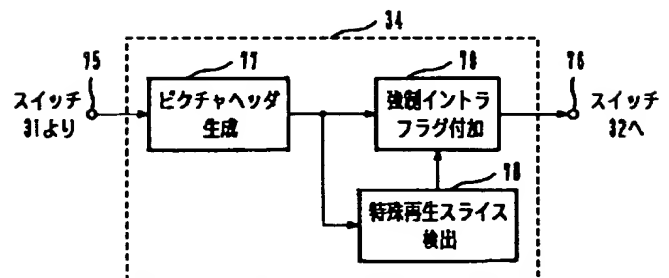 34
75
77
78
76
スイッチ
31より
ピクチャヘッダ
生成
強制イントラ
フラグ付加
スイッチ
32へ
78
特殊再生スライス
検出